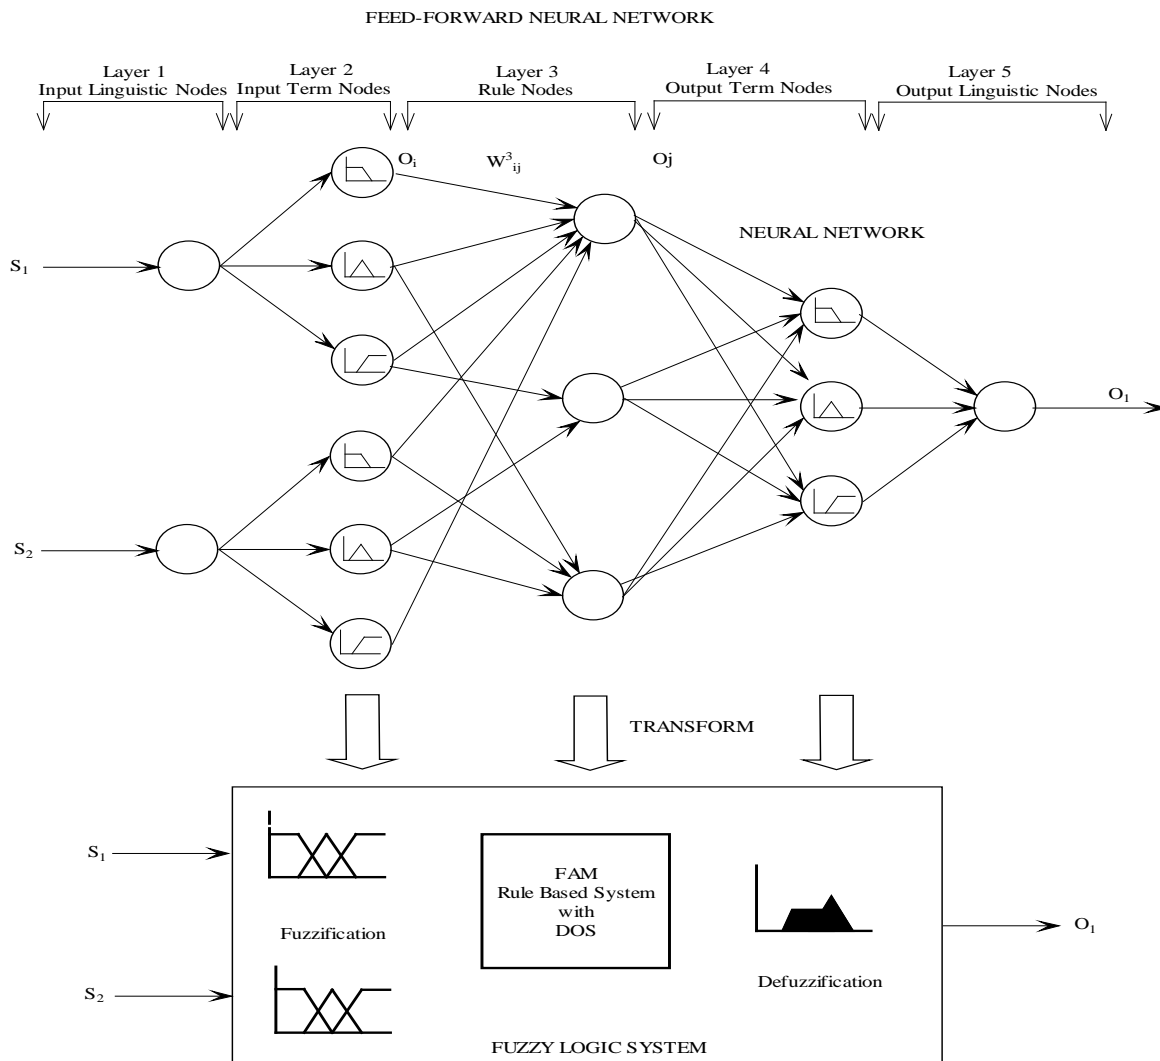 FEED-FORWARD NEURAL NETWORK
Layer 1
Input Linguistic Nodes
Layer 2
Input Term Nodes
Layer 3
Rule Nodes
Layer 4
Output Term Nodes
Layer 5
Output Linguistic Nodes
Oᵢ
W³ᵢⱼ
Oj
NEURAL NETWORK
S₁
O₁
S₂
TRANSFORM
S₁
FAM
Rule Based System
with
DOS
Fuzzification
O₁
Defuzzification
S₂
FUZZY LOGIC SYSTEM